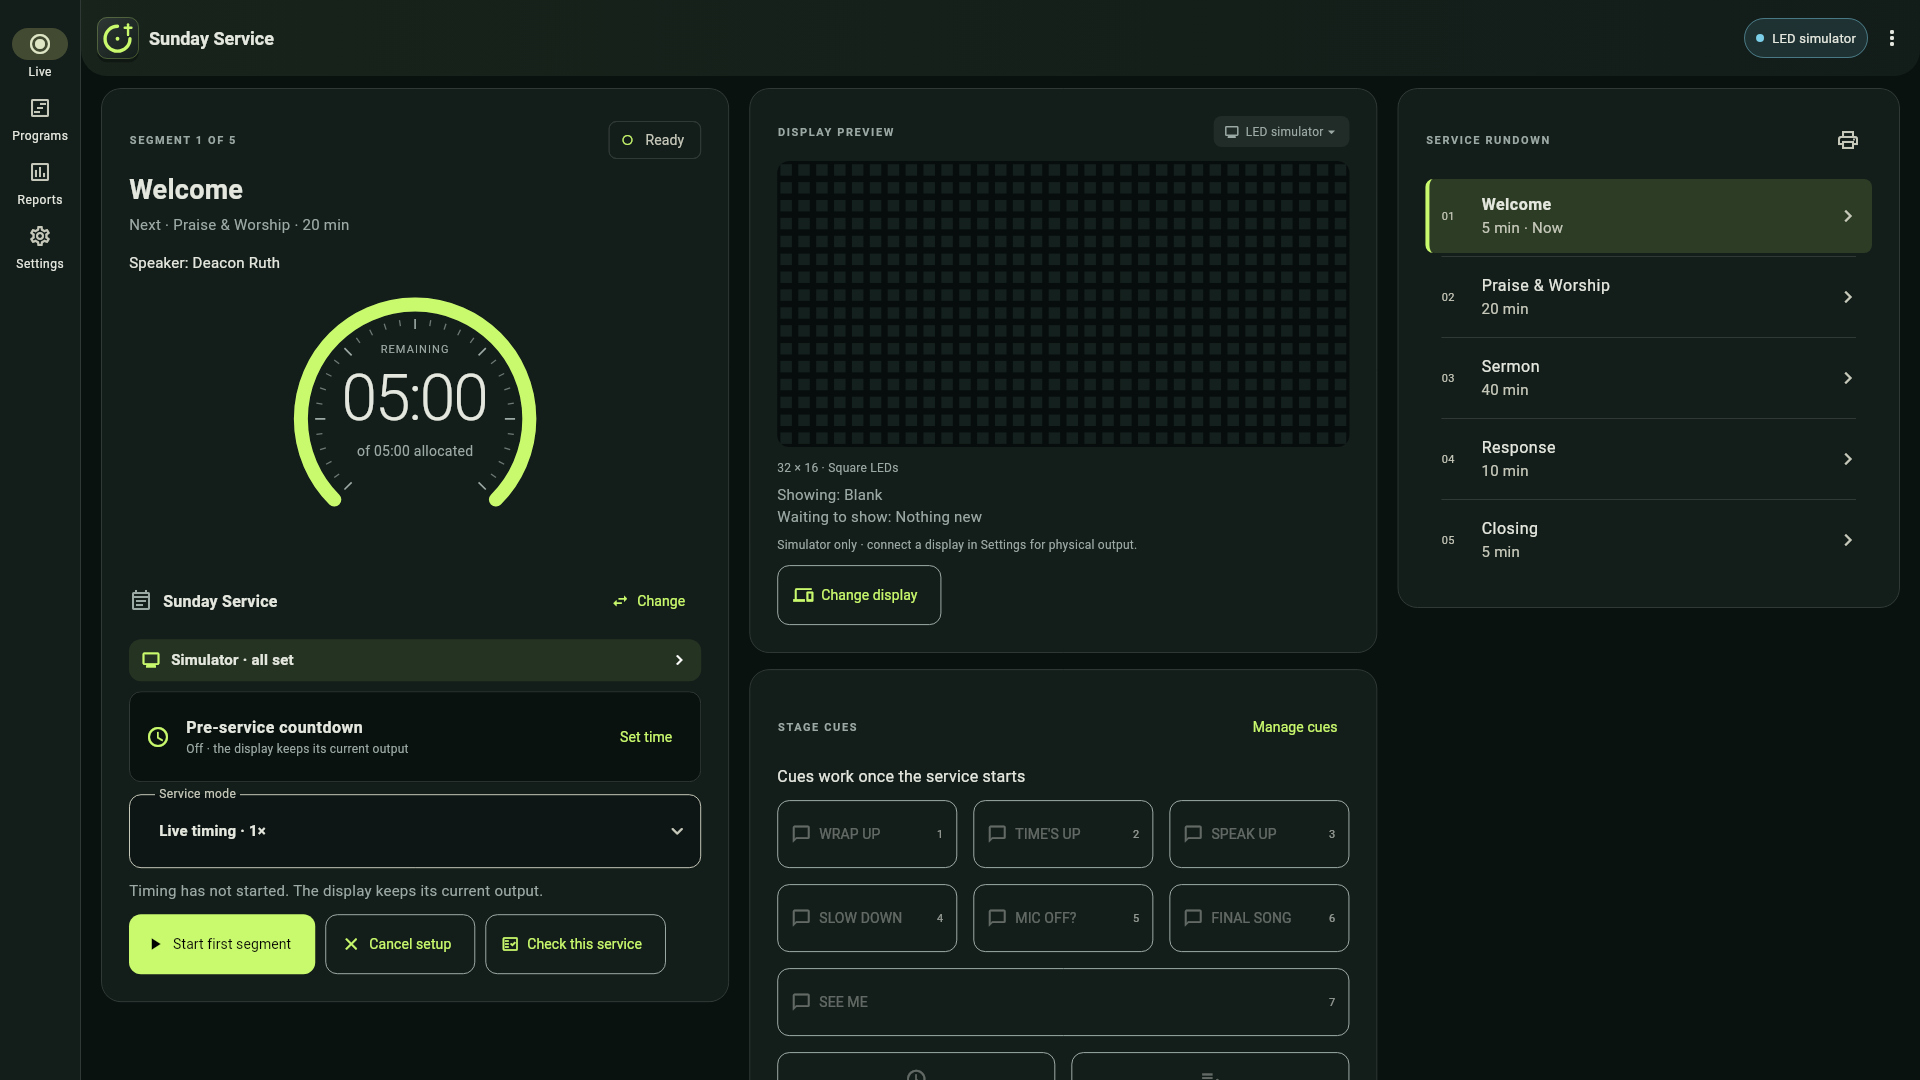 Live
Programs
Reports
Settings
Sunday Service
LED simulator
SEGMENT 1 OF 5
Ready
Welcome
Next · Praise & Worship · 20 min
Speaker: Deacon Ruth
REMAINING
05:00
of 05:00 allocated
Sunday Service
Change
Simulator · all set
Pre-service countdown
Off · the display keeps its current output
Set time
Service mode
Live timing · 1×
Timing has not started. The display keeps its current output.
Start first segment
Cancel setup
Check this service
DISPLAY PREVIEW
LED simulator
32 × 16 · Square LEDs
Showing: Blank
Waiting to show: Nothing new
Simulator only · connect a display in Settings for physical output.
Change display
STAGE CUES
Manage cues
Cues work once the service starts
WRAP UP 1
TIME'S UP 2
SPEAK UP 3
SLOW DOWN 4
MIC OFF? 5
FINAL SONG 6
SEE ME 7
SERVICE RUNDOWN
01
Welcome
5 min · Now
02
Praise & Worship
20 min
03
Sermon
40 min
04
Response
10 min
05
Closing
5 min